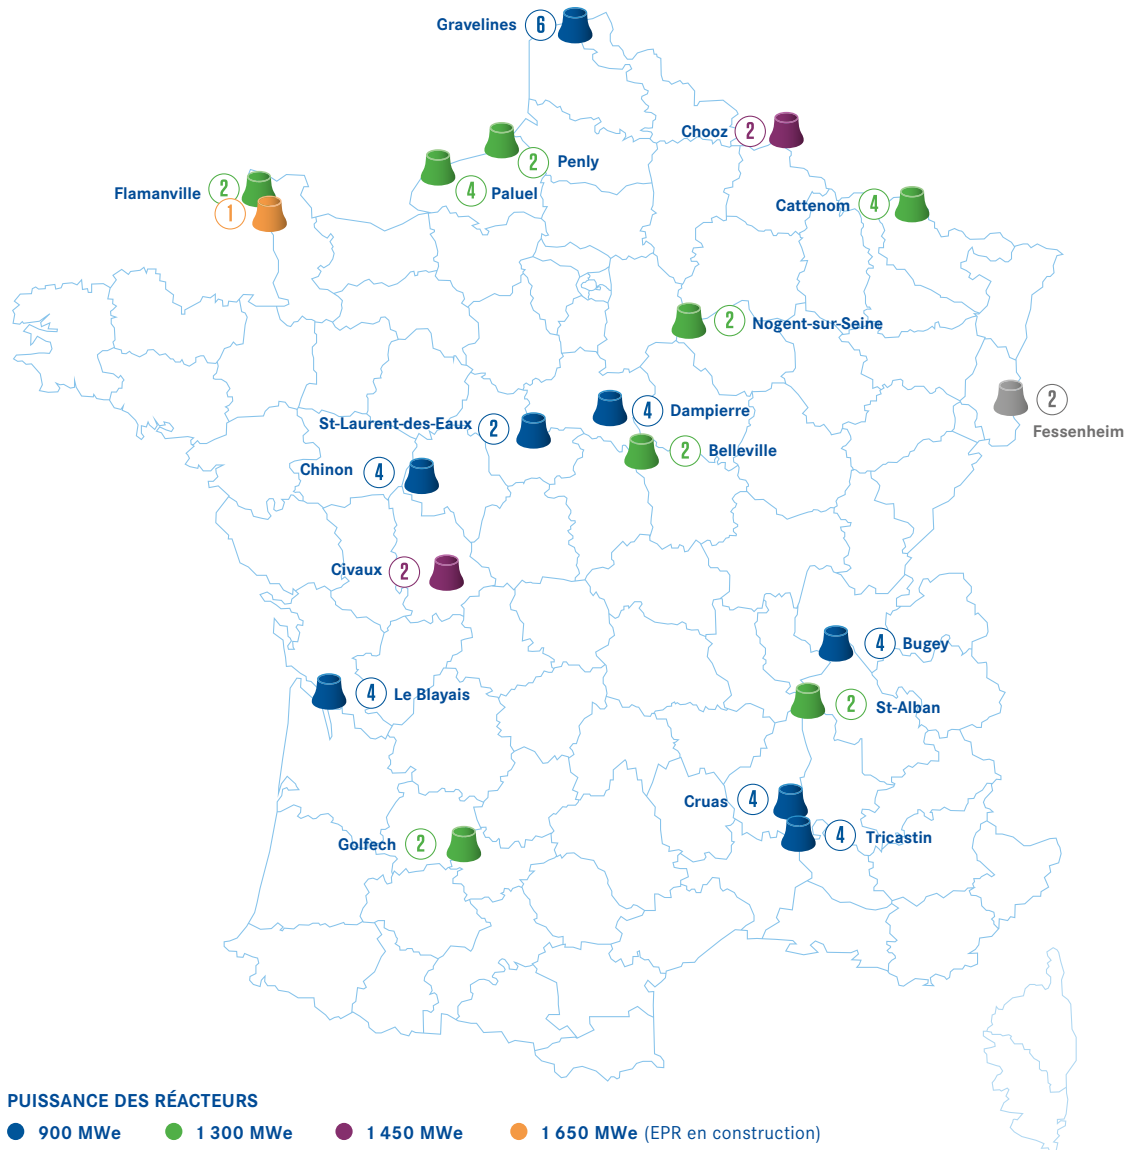 Gravelines 6
Chooz 2
2 Penly
4 Paluel
Flamanville 2
1
Cattenom 4
2 Nogent-sur-Seine
2
Fessenheim
4 Dampierre
St-Laurent-des-Eaux 2
2 Belleville
Chinon 4
Civaux 2
4 Bugey
4 Le Blayais
2 St-Alban
Cruas 4
4 Tricastin
Golfech 2
PUISSANCE DES RÉACTEURS
900 MWe 1 300 MWe 1 450 MWe 1 650 MWe (EPR en construction)